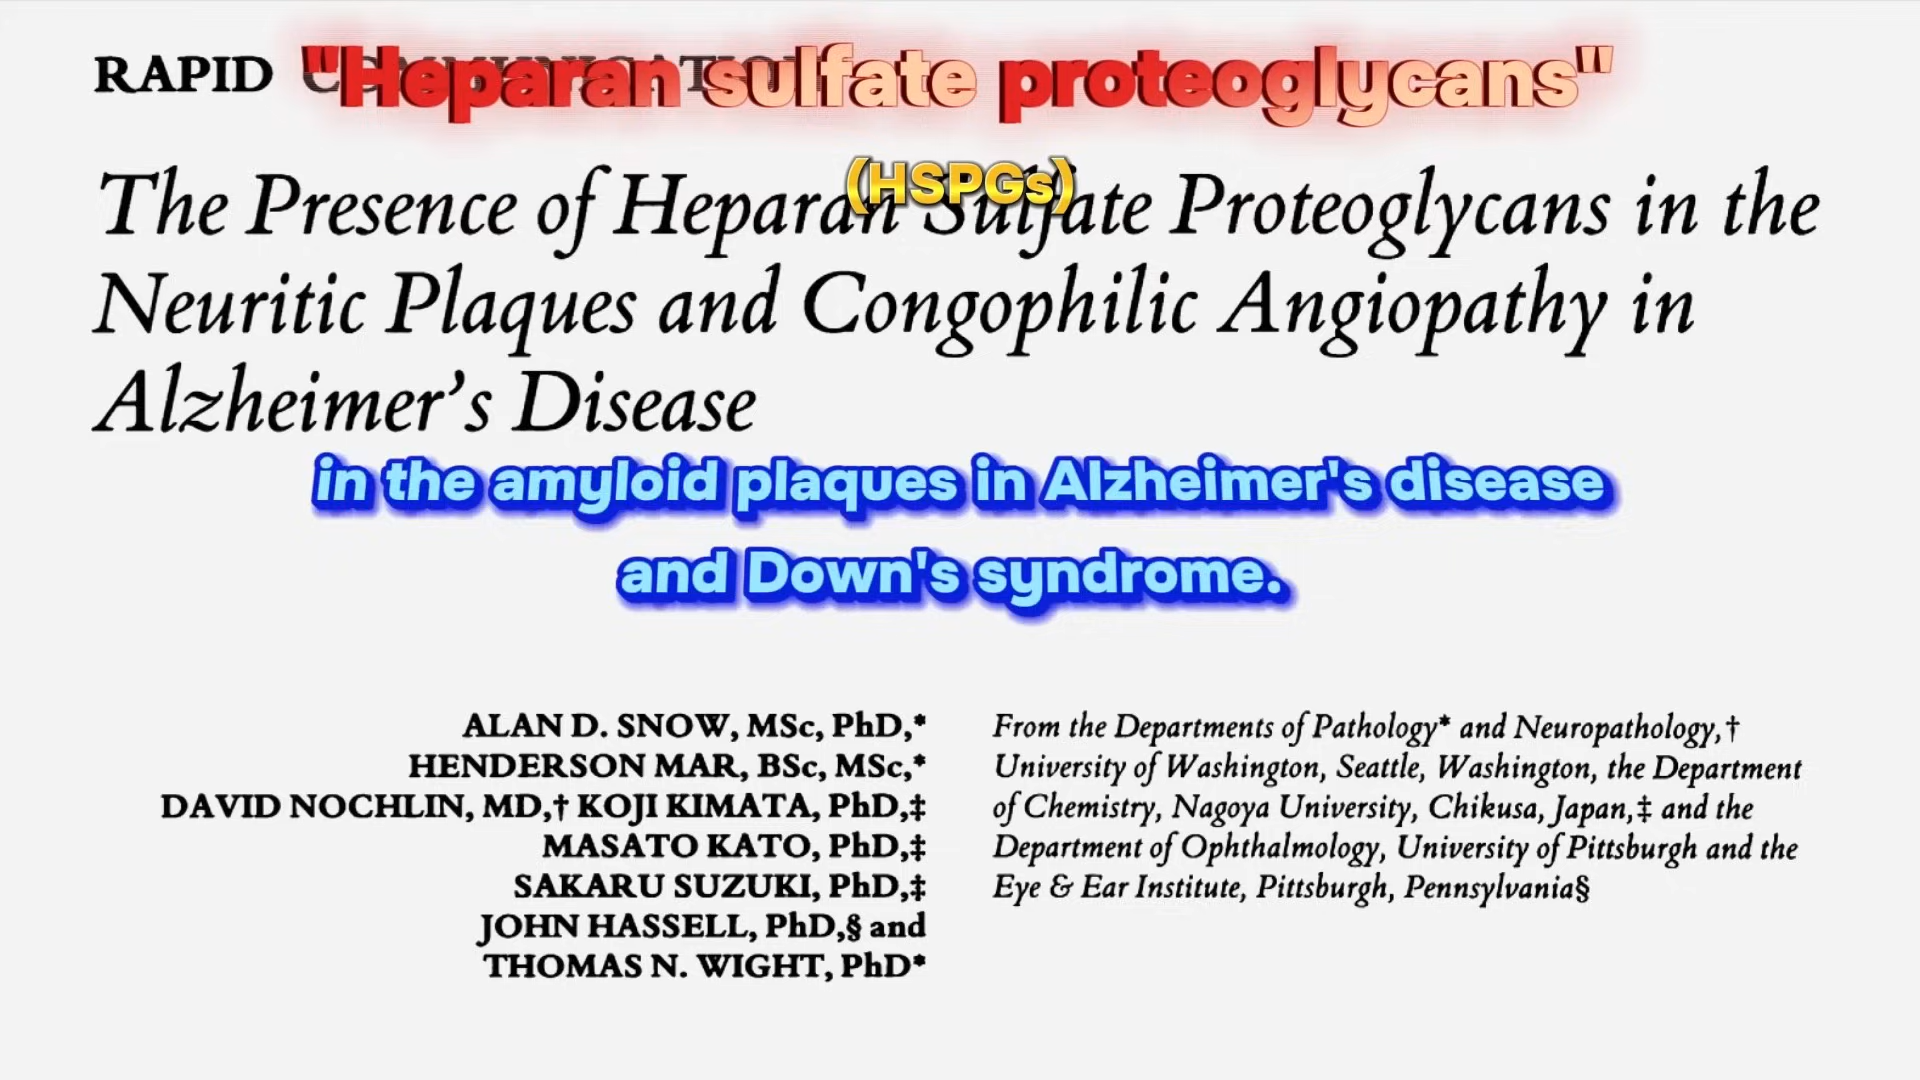 RAPID
"Heparan sulfate proteoglycans"
(HSPGs)
The Presence of Heparan Sulfate Proteoglycans in the
Neuritic Plaques and Congophilic Angiopathy in
Alzheimer's Disease
in the amyloid plaques in Alzheimer's disease
and Down's syndrome.
ALAN D. SNOW, MSc, PhD,*
HENDERSON MAR, BSc, MSc,*
DAVID NOCHLIN, MD,† KOJI KIMATA, PhD,‡
MASATO KATO, PhD,‡
SAKARU SUZUKI, PhD,‡
JOHN HASSELL, PhD,§ and
THOMAS N. WIGHT, PhD*
From the Departments of Pathology* and Neuropathology,†
University of Washington, Seattle, Washington, the Department
of Chemistry, Nagoya University, Chikusa, Japan,‡ and the
Department of Ophthalmology, University of Pittsburgh and the
Eye & Ear Institute, Pittsburgh, Pennsylvania§